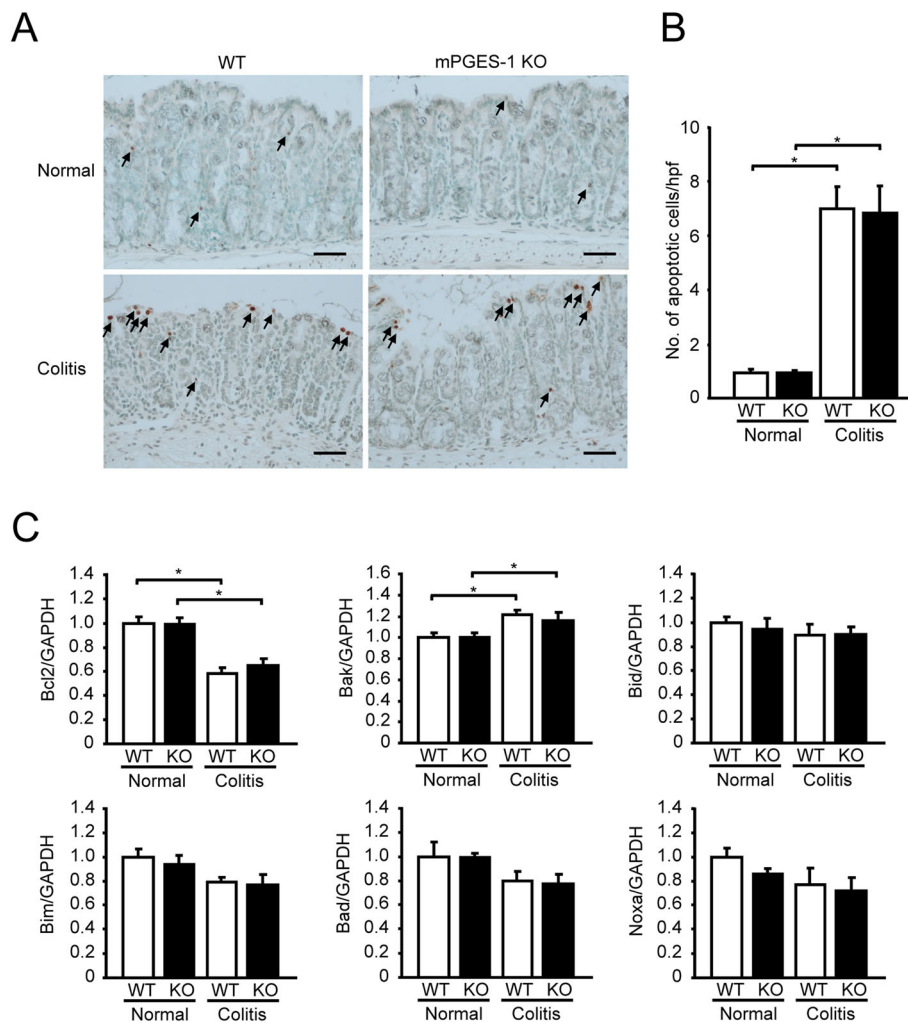 A
WT
mPGES-1 KO
Normal
Colitis
B
No. of apoptotic cells/hpf
10
8
6
4
2
0
* *
WT KO WT KO
Normal Colitis
C
Bcl2/GAPDH
1.4
1.2
1.0
0.8
0.6
0.4
0.2
0
*
*
WT KO WT KO
Normal Colitis
Bak/GAPDH
1.6
1.4
1.2
1.0
0.8
0.6
0.4
0.2
0
*
*
WT KO WT KO
Normal Colitis
Bid/GAPDH
1.4
1.2
1.0
0.8
0.6
0.4
0.2
0
WT KO WT KO
Normal Colitis
Bim/GAPDH
1.4
1.2
1.0
0.8
0.6
0.4
0.2
0
WT KO WT KO
Normal Colitis
Bad/GAPDH
1.4
1.2
1.0
0.8
0.6
0.4
0.2
0
WT KO WT KO
Normal Colitis
Noxa/GAPDH
1.4
1.2
1.0
0.8
0.6
0.4
0.2
0
WT KO WT KO
Normal Colitis